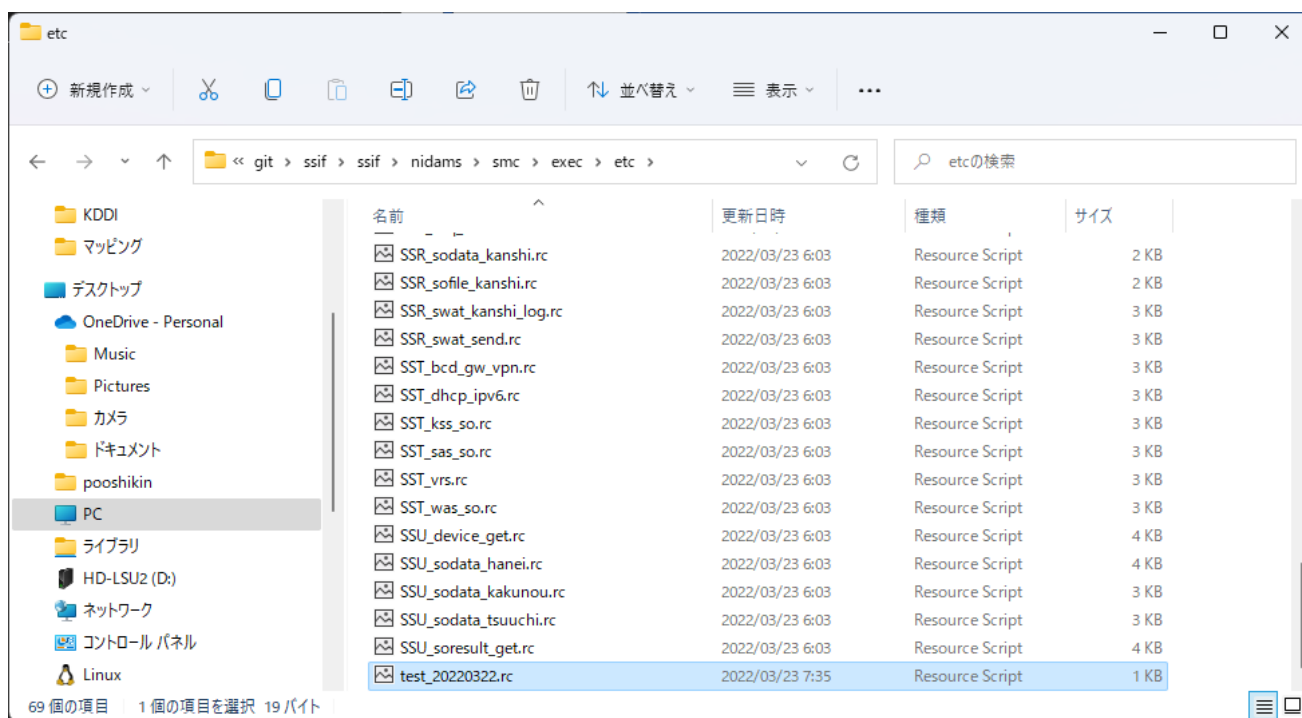 etc
新規作成 並べ替え 表示
« git › ssif › ssif › nidams › smc › exec › etc › etcの検索
KDDI
マッピング
デスクトップ
OneDrive - Personal
Music
Pictures
カメラ
ドキュメント
pooshikin
PC
ライブラリ
HD-LSU2 (D:)
ネットワーク
コントロール パネル
Linux
名前 更新日時 種類 サイズ
SSR_sodata_kanshi.rc 2022/03/23 6:03 Resource Script 2 KB
SSR_sofile_kanshi.rc 2022/03/23 6:03 Resource Script 2 KB
SSR_swat_kanshi_log.rc 2022/03/23 6:03 Resource Script 3 KB
SSR_swat_send.rc 2022/03/23 6:03 Resource Script 3 KB
SST_bcd_gw_vpn.rc 2022/03/23 6:03 Resource Script 3 KB
SST_dhcp_ipv6.rc 2022/03/23 6:03 Resource Script 3 KB
SST_kss_so.rc 2022/03/23 6:03 Resource Script 3 KB
SST_sas_so.rc 2022/03/23 6:03 Resource Script 3 KB
SST_vrs.rc 2022/03/23 6:03 Resource Script 3 KB
SST_was_so.rc 2022/03/23 6:03 Resource Script 3 KB
SSU_device_get.rc 2022/03/23 6:03 Resource Script 4 KB
SSU_sodata_hanei.rc 2022/03/23 6:03 Resource Script 4 KB
SSU_sodata_kakunou.rc 2022/03/23 6:03 Resource Script 3 KB
SSU_sodata_tsuuchi.rc 2022/03/23 6:03 Resource Script 3 KB
SSU_soresult_get.rc 2022/03/23 6:03 Resource Script 4 KB
test_20220322.rc 2022/03/23 7:35 Resource Script 1 KB
69 個の項目 1 個の項目を選択 19 バイト